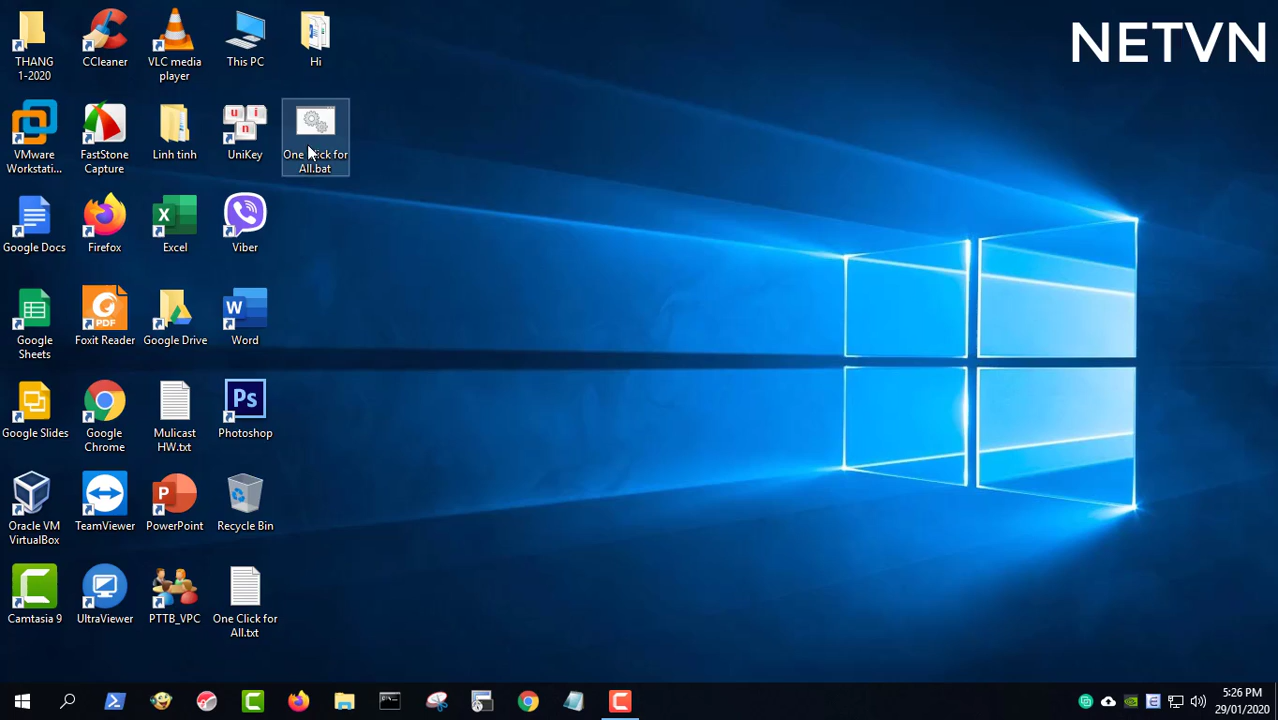 NETVN
THANG
1-2020
CCleaner
VLC media
player
This PC
Hi
VMware
Workstati...
FastStone
Capture
Linh tinh
u i
n
UniKey
One Click for
All.bat
Google Docs
Firefox
X
Excel
Viber
Google
Sheets
PDF
Foxit Reader
Google Drive
W
Word
Google Slides
Google
Chrome
Mulicast
HW.txt
Ps
Photoshop
Oracle VM
VirtualBox
TeamViewer
P
PowerPoint
Recycle Bin
C
Camtasia 9
UltraViewer
PTTB_VPC
One Click for
All.txt
5:26 PM
29/01/2020